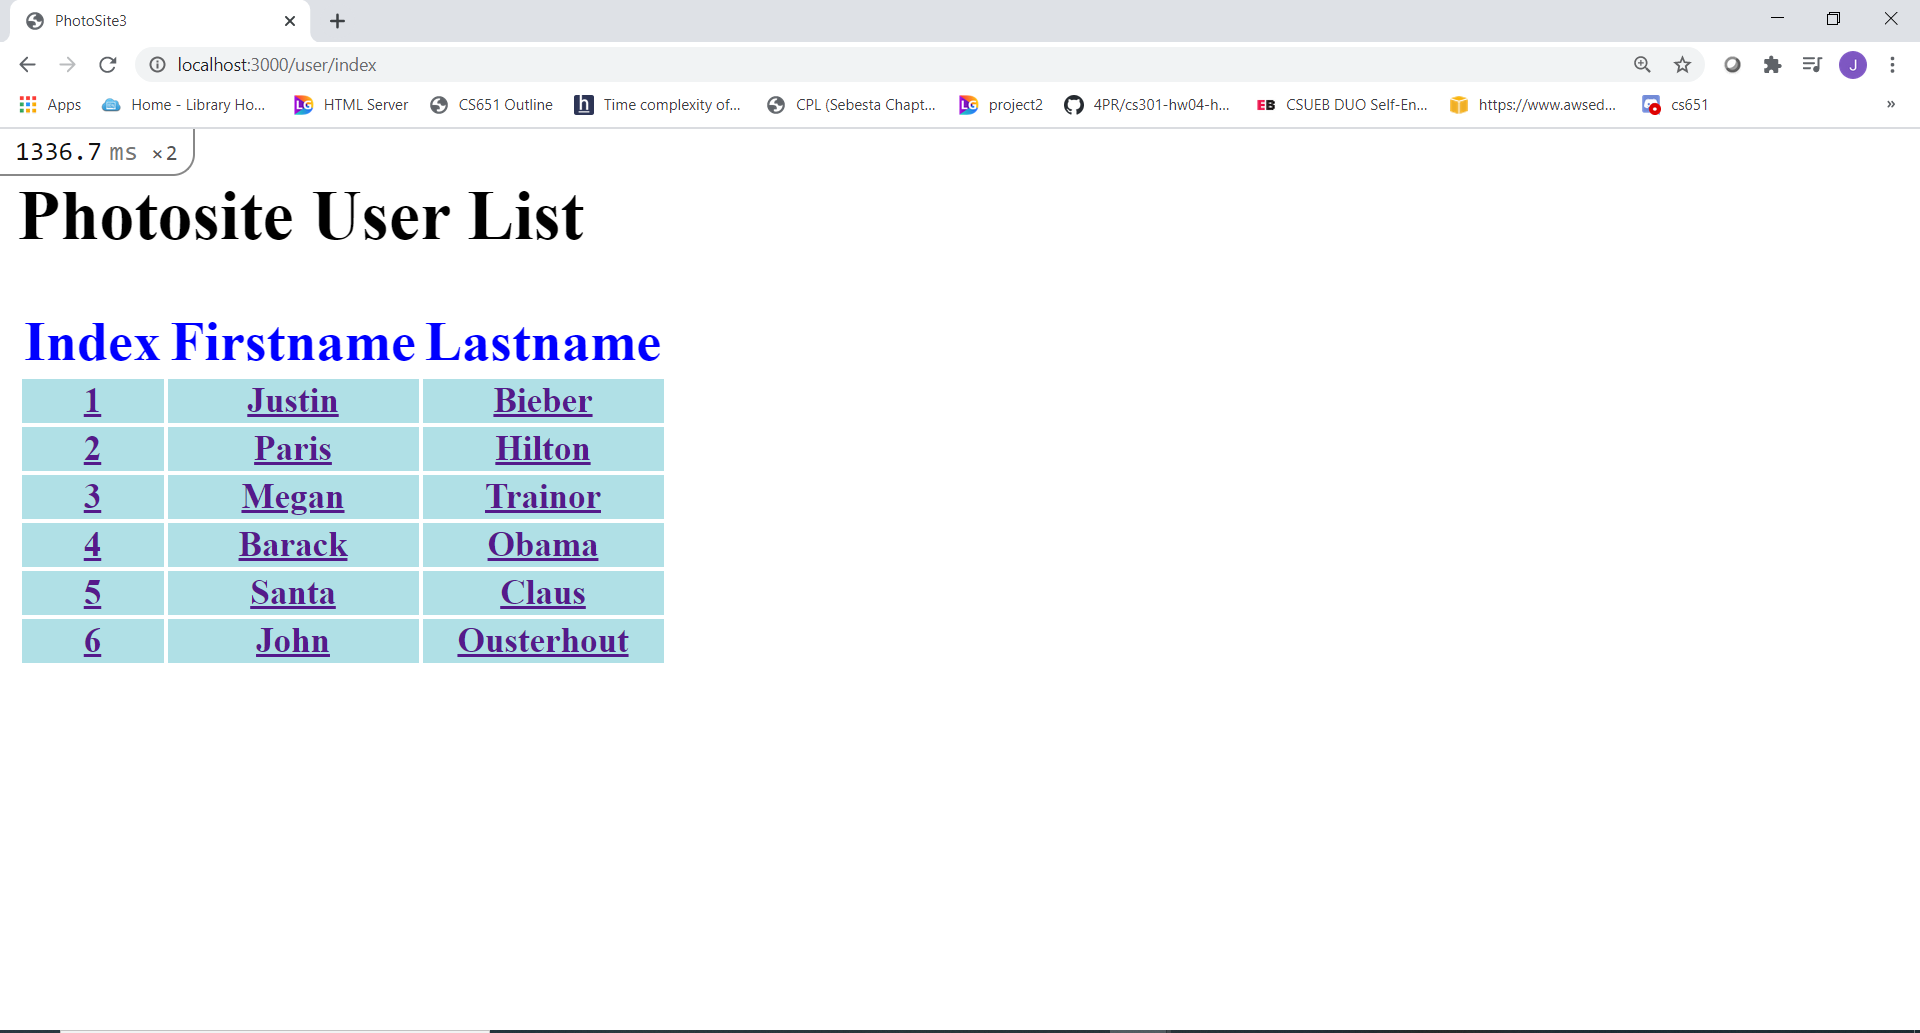 PhotoSite3
localhost:3000/user/index
J
Apps Home - Library Ho... LG HTML Server CS651 Outline h Time complexity of... CPL (Sebesta Chapt... LG project2 4PR/cs301-hw04-h... EB CSUEB DUO Self-En... https://www.awsed... cs651 »
1336.7 ms ×2
Photosite User List
Index Firstname Lastname
1 Justin Bieber
2 Paris Hilton
3 Megan Trainor
4 Barack Obama
5 Santa Claus
6 John Ousterhout